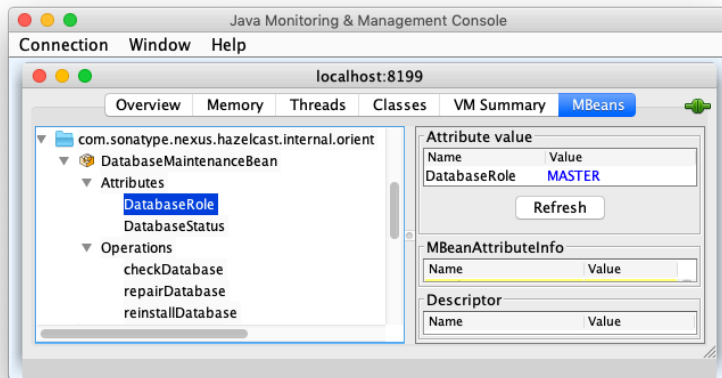 Java Monitoring & Management Console
Connection Window Help
localhost:8199
Overview Memory Threads Classes VM Summary MBeans
com.sonatype.nexus.hazelcast.internal.orient
DatabaseMaintenanceBean
Attributes
DatabaseRole
DatabaseStatus
Operations
checkDatabase
repairDatabase
reinstallDatabase
Attribute value
Name Value
DatabaseRole MASTER
Refresh
MBeanAttributeInfo
Name Value
Descriptor
Name Value